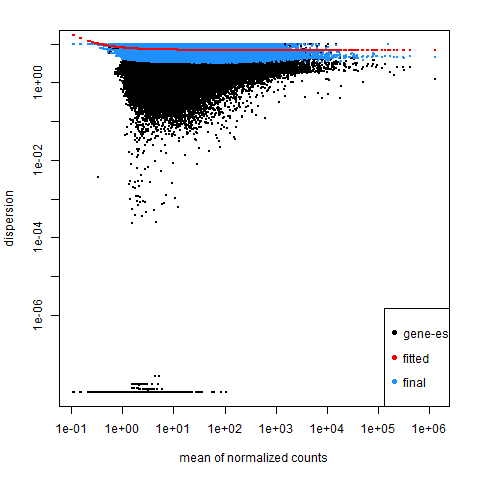 1e+00
1e-02
1e-04
1e-06
dispersion
gene-es
fitted
final
1e-01 1e+00 1e+01 1e+02 1e+03 1e+04 1e+05 1e+06
mean of normalized counts